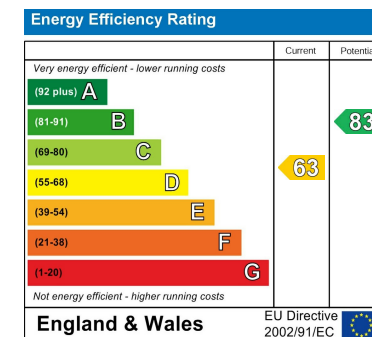 Energy Efficiency Rating
Current Potentia
Very energy efficient - lower running costs
(92 plus) A
(81-91) B
83
(69-80) C
63
(55-68) D
(39-54) E
(21-38) F
(1-20) G
Not energy efficient - higher running costs
England & Wales
EU Directive
2002/91/EC